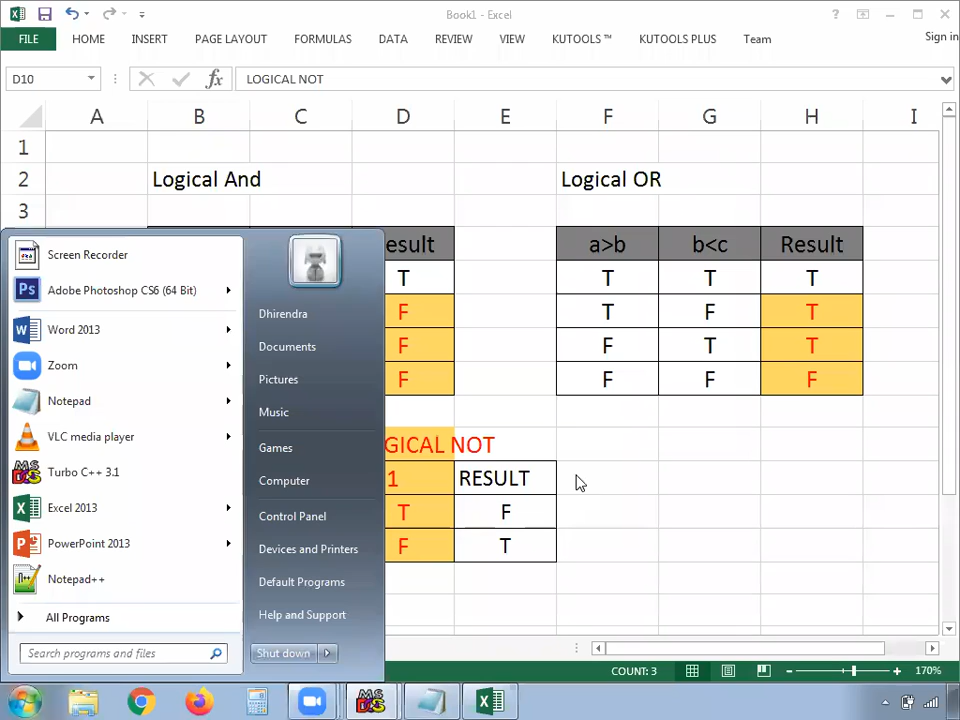 Book1 - Excel
FILE HOME INSERT PAGE LAYOUT FORMULAS DATA REVIEW VIEW KUTOOLS ™ KUTOOLS PLUS Team Sign in
D10 fx LOGICAL NOT
A B C D E F G H I
1
2 Logical And Logical OR
3
esult a>b b<c Result
T T T T
F T F T
F F T T
F F F F
GICAL NOT
1 RESULT
T F
F T
Screen Recorder
Ps Adobe Photoshop CS6 (64 Bit)
Word 2013
Zoom
Notepad
VLC media player
Turbo C++ 3.1
Excel 2013
PowerPoint 2013
Notepad++
All Programs
Search programs and files
Dhirendra
Documents
Pictures
Music
Games
Computer
Control Panel
Devices and Printers
Default Programs
Help and Support
Shut down
COUNT: 3 170%